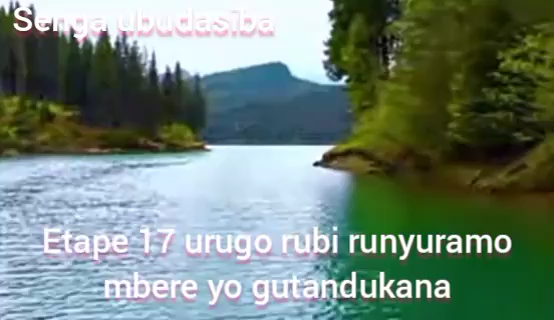 Senga ubudasiba
Etape 17 urugo rubi runyuramo
mbere yo gutandukana